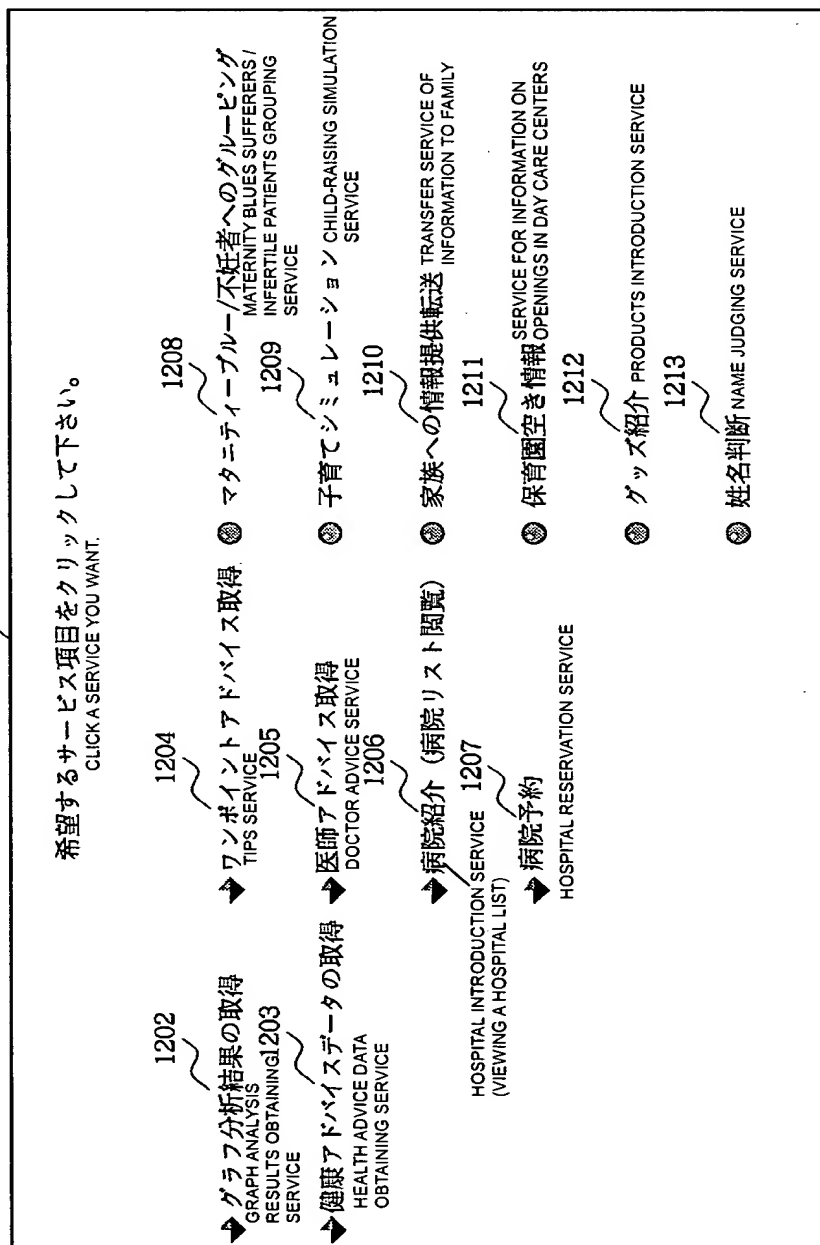 希望するサービス項目をクリックして下さい。
CLICK A SERVICE YOU WANT.
1202
グラフ分析結果の取得
GRAPH ANALYSIS
RESULTS OBTAINING
SERVICE
1203
健康アドバイスデータの取得
HEALTH ADVICE DATA
OBTAINING SERVICE
1204
ワンポイントアドバイス取得
TIPS SERVICE
1205
医師アドバイス取得
DOCTOR ADVICE SERVICE
1206
病院紹介（病院リスト閲覧）
HOSPITAL INTRODUCTION SERVICE
(VIEWING A HOSPITAL LIST)
1207
病院予約
HOSPITAL RESERVATION SERVICE
1208
マタニティーブルー/不妊者へのグルーピング
MATERNITY BLUES SUFFERERS /
INFERTILE PATIENTS GROUPING
SERVICE
1209
子育てシミュレーション CHILD-RAISING SIMULATION
SERVICE
1210
家族への情報提供転送 TRANSFER SERVICE OF
INFORMATION TO FAMILY
1211
保育園空き情報 SERVICE FOR INFORMATION ON
OPENINGS IN DAY CARE CENTERS
1212
グッズ紹介 PRODUCTS INTRODUCTION SERVICE
1213
姓名判断 NAME JUDGING SERVICE